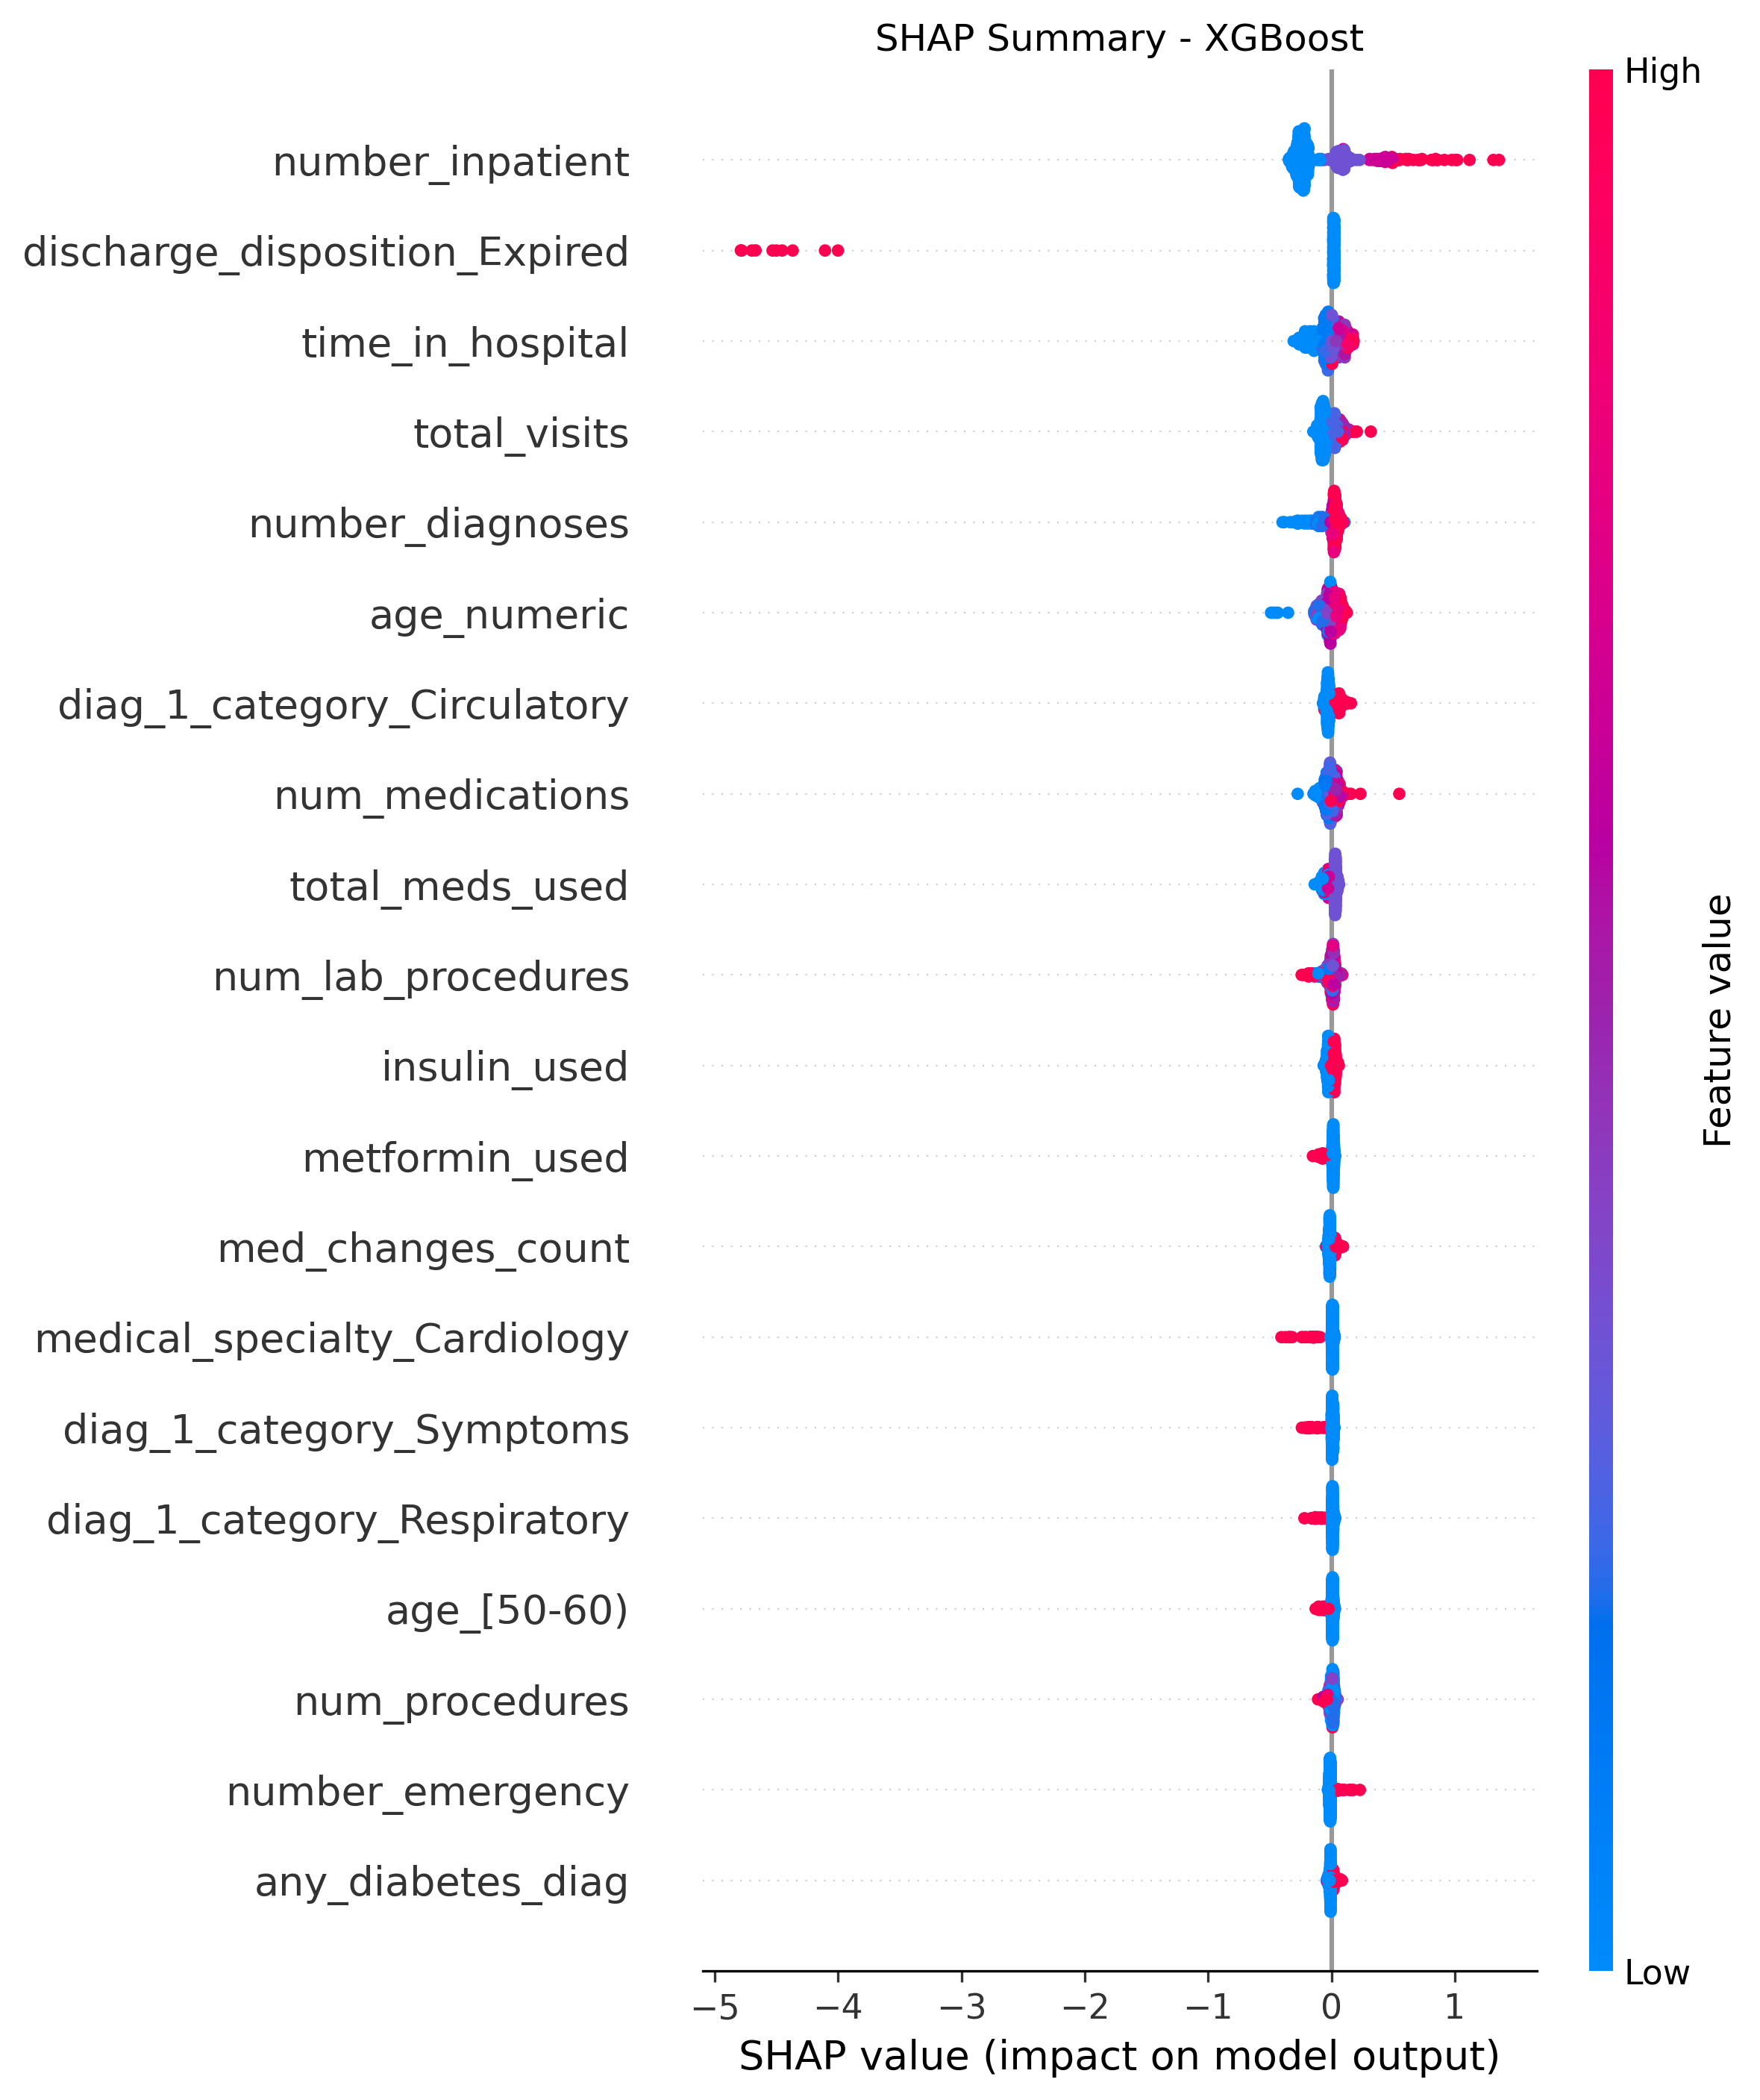 SHAP Summary - XGBoost
High
number_inpatient
discharge_disposition_Expired
time_in_hospital
total_visits
number_diagnoses
age_numeric
diag_1_category_Circulatory
num_medications
total_meds_used
num_lab_procedures
insulin_used
metformin_used
med_changes_count
medical_specialty_Cardiology
diag_1_category_Symptoms
diag_1_category_Respiratory
age_[50-60)
num_procedures
number_emergency
any_diabetes_diag
Feature value
Low
−5 −4 −3 −2 −1 0 1
SHAP value (impact on model output)